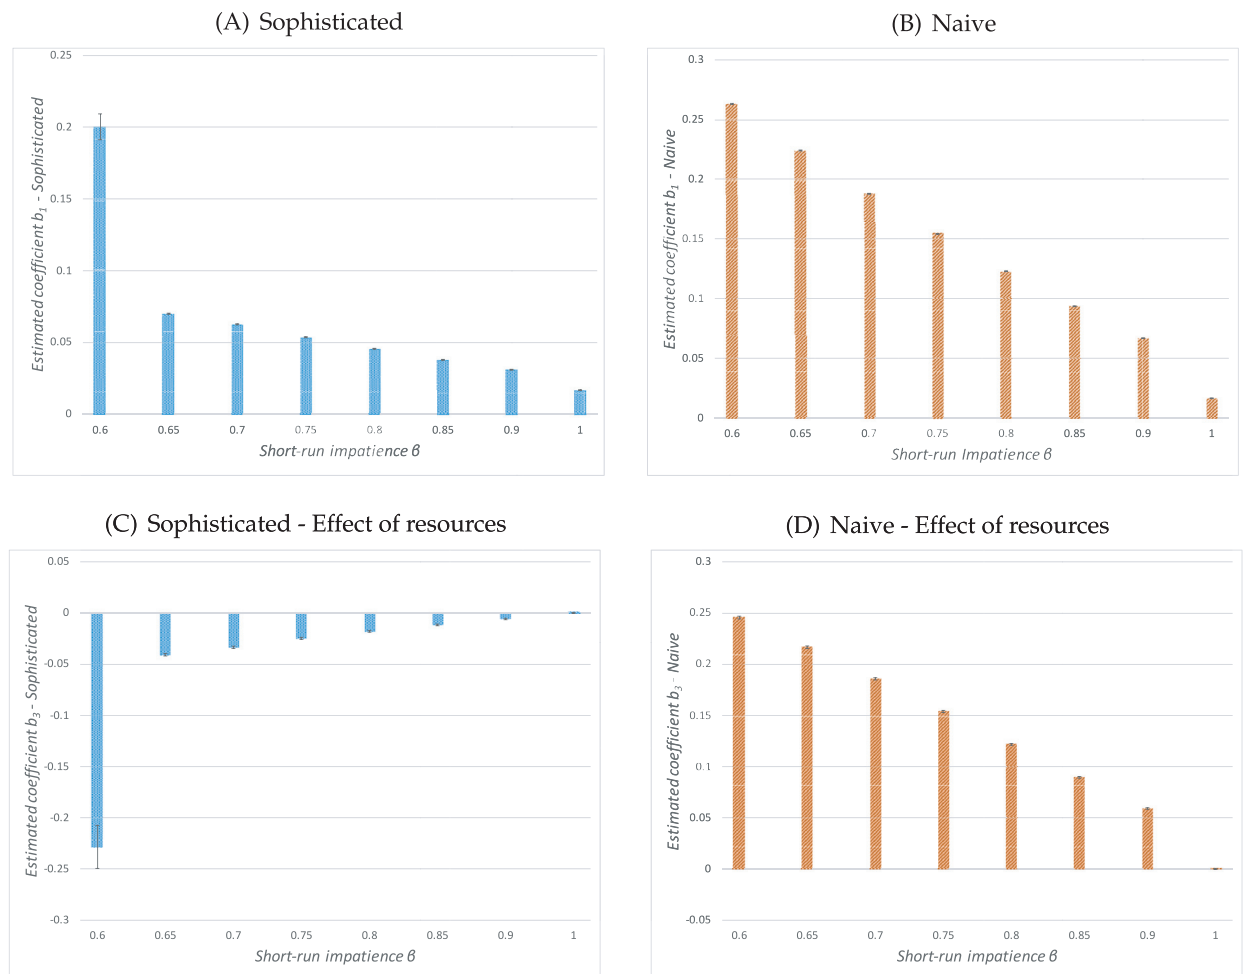 (A) Sophisticated
Estimated coefficient b1 - Sophisticated
0.25
0.2
0.15
0.1
0.05
0
0.6 0.65 0.7 0.75 0.8 0.85 0.9 1
Short-run impatience β
(B) Naive
Estimated coefficient b1 - Naive
0.3
0.25
0.2
0.15
0.1
0.05
0
0.6 0.65 0.7 0.75 0.8 0.85 0.9 1
Short-run Impatience β
(C) Sophisticated - Effect of resources
Estimated coefficient b3 - Sophisticated
0.05
0
-0.05
-0.1
-0.15
-0.2
-0.25
-0.3
0.6 0.65 0.7 0.75 0.8 0.85 0.9 1
Short-run impatience β
(D) Naive - Effect of resources
Estimated coefficient b3 - Naive
0.3
0.25
0.2
0.15
0.1
0.05
0
-0.05
0.6 0.65 0.7 0.75 0.8 0.85 0.9 1
Short-run impatience β